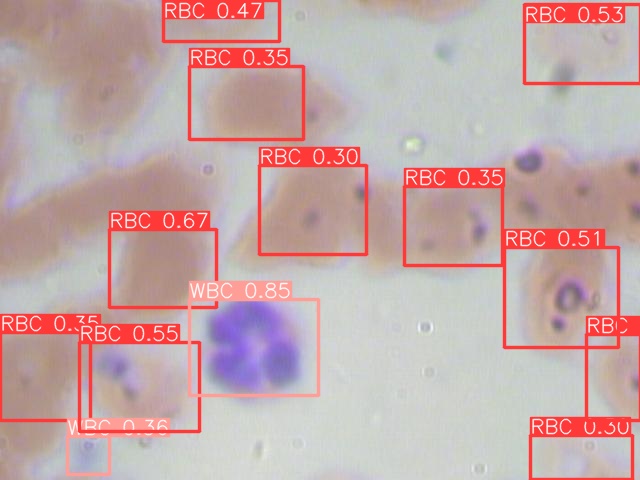 RBC 0.47
RBC 0.53
RBC 0.35
RBC 0.30
RBC 0.35
RBC 0.67
RBC 0.51
WBC 0.85
RBC 0.35
RBC 0.55
RBC
WBC 0.36
RBC 0.30